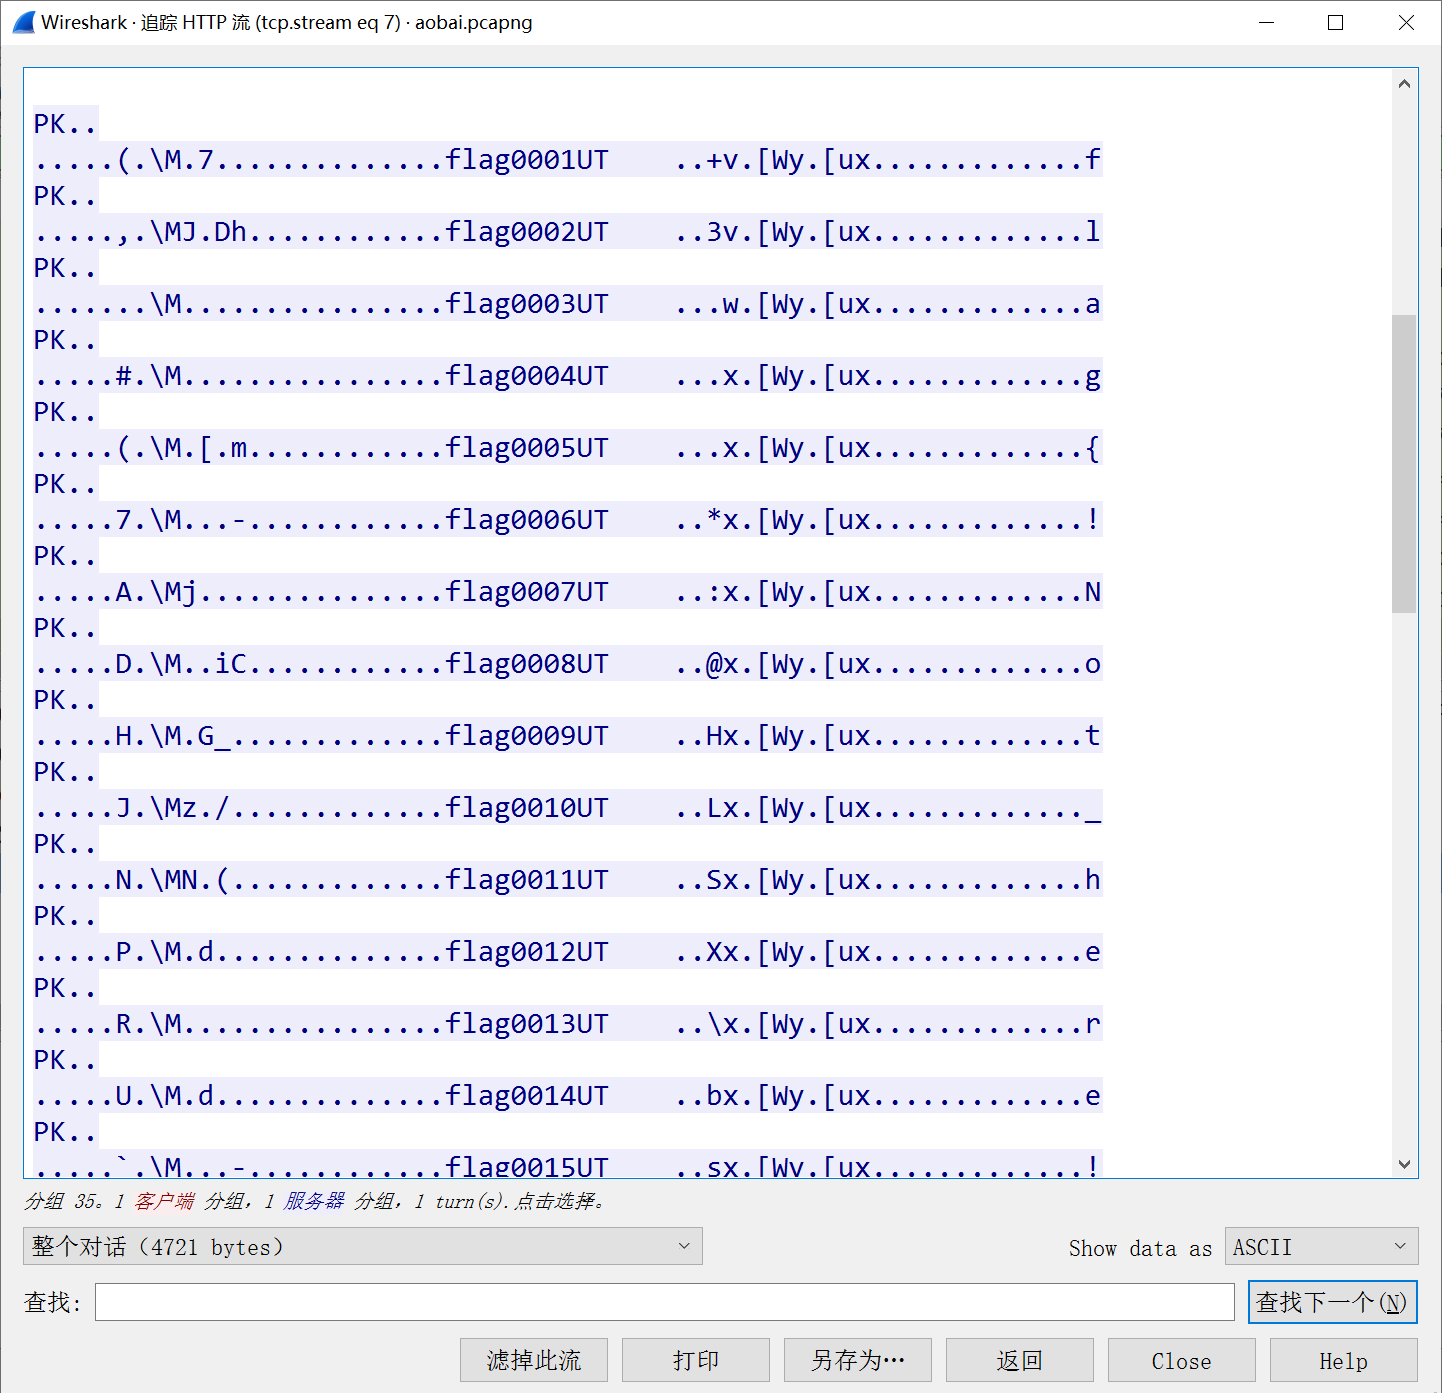 Wireshark · 追踪 HTTP 流 (tcp.stream eq 7) · aobai.pcapng
PK..
.....(.\M.7..............flag0001UT    ..+v.[Wy.[ux.............f
PK..
.....,.\MJ.Dh............flag0002UT    ..3v.[Wy.[ux.............l
PK..
.......\M................flag0003UT    ...w.[Wy.[ux.............a
PK..
.....#.\M................flag0004UT    ...x.[Wy.[ux.............g
PK..
.....(.\M.[.m............flag0005UT    ...x.[Wy.[ux.............{
PK..
.....7.\M...-............flag0006UT    ..*x.[Wy.[ux.............!
PK..
.....A.\Mj...............flag0007UT    ..:x.[Wy.[ux.............N
PK..
.....D.\M..iC............flag0008UT    ..@x.[Wy.[ux.............o
PK..
.....H.\M.G_.............flag0009UT    ..Hx.[Wy.[ux.............t
PK..
.....J.\Mz./.............flag0010UT    ..Lx.[Wy.[ux............._
PK..
.....N.\MN.(.............flag0011UT    ..Sx.[Wy.[ux.............h
PK..
.....P.\M.d..............flag0012UT    ..Xx.[Wy.[ux.............e
PK..
.....R.\M................flag0013UT    ..\x.[Wy.[ux.............r
PK..
.....U.\M.d..............flag0014UT    ..bx.[Wy.[ux.............e
PK..
.....`.\M...-............flag0015UT    ..sx.[Wy.[ux.............!
分组 35。1 客户端 分组，1 服务器 分组，1 turn(s).点击选择。
整个对话（4721 bytes）
Show data as ASCII
查找:
查找下一个(N)
滤掉此流 打印 另存为… 返回 Close Help